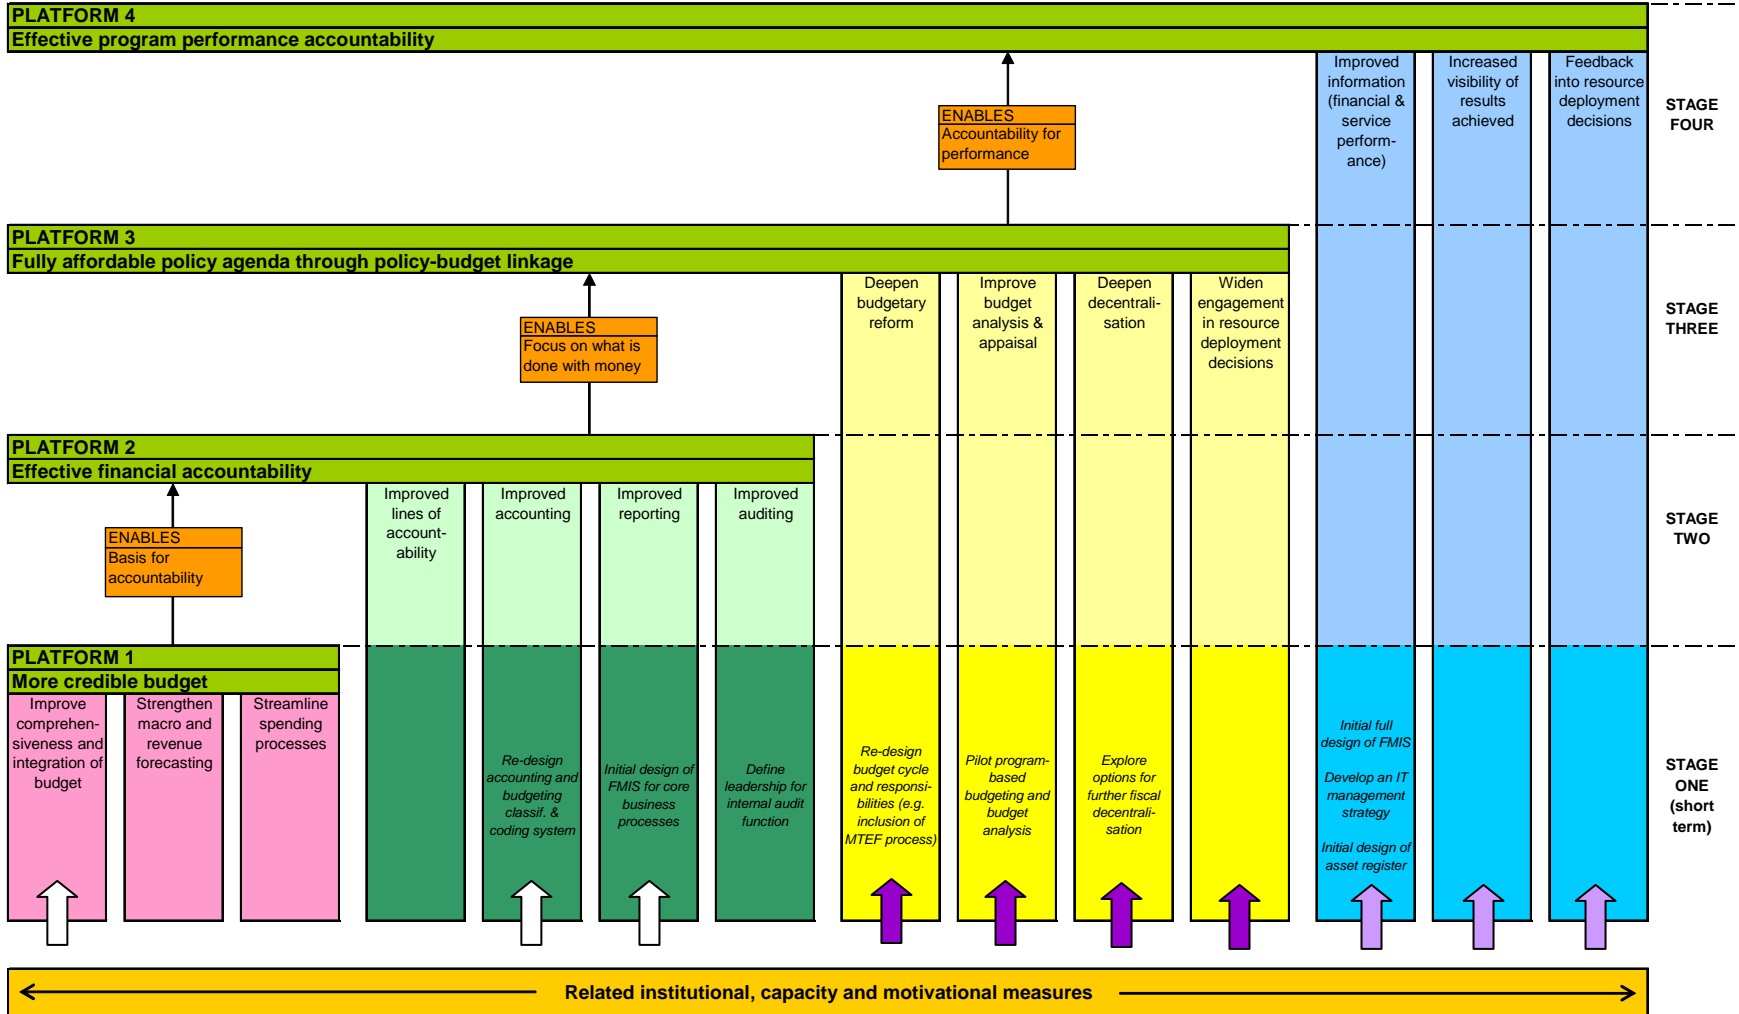 PLATFORM 4
Effective program performance accountability
Improved
information
(financial &
service
perform-
ance)
Increased
visibility of
results
achieved
Feedback
into resource
deployment
decisions
STAGE
FOUR
ENABLES
Accountability for
performance
PLATFORM 3
Fully affordable policy agenda through policy-budget linkage
Deepen
budgetary
reform
Improve
budget
analysis &
appraisal
Deepen
decentrali-
sation
Widen
engagement
in resource
deployment
decisions
STAGE
THREE
ENABLES
Focus on what is
done with money
PLATFORM 2
Effective financial accountability
Improved
lines of
account-
ability
Improved
accounting
Improved
reporting
Improved
auditing
STAGE
TWO
ENABLES
Basis for
accountability
PLATFORM 1
More credible budget
Improve
comprehen-
siveness and
integration of
budget
Strengthen
macro and
revenue
forecasting
Streamline
spending
processes
Re-design
accounting and
budgeting
classif. &
coding system
Initial design of
FMIS for core
business
processes
Define
leadership for
internal audit
function
Re-design
budget cycle
and responsi-
bilities (e.g.
inclusion of
MTEF process)
Pilot program-
based
budgeting and
budget
analysis
Explore
options for
further fiscal
decentrali-
sation
Initial full
design of FMIS
Develop an IT
management
strategy
Initial design of
asset register
STAGE
ONE
(short
term)
Related institutional, capacity and motivational measures